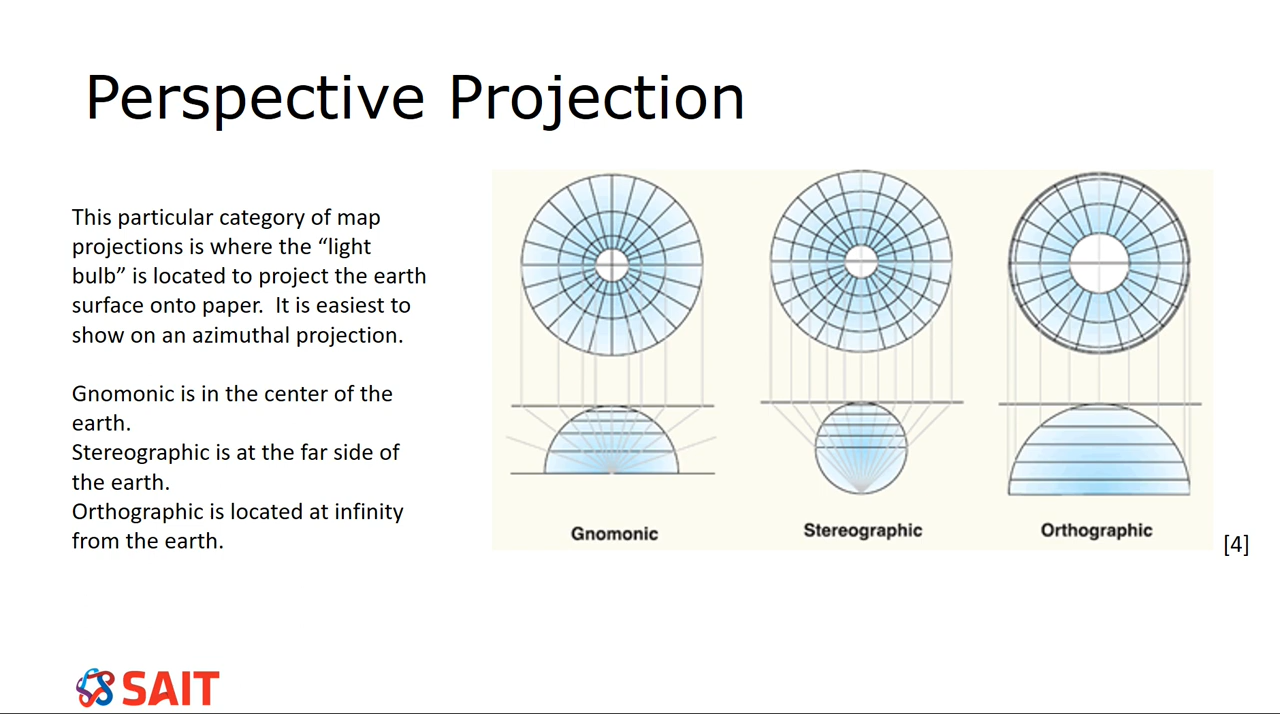 Perspective Projection
This particular category of map
projections is where the “light
bulb” is located to project the earth
surface onto paper.  It is easiest to
show on an azimuthal projection.
Gnomonic is in the center of the
earth.
Stereographic is at the far side of
the earth.
Orthographic is located at infinity
from the earth.
Gnomonic
Stereographic
Orthographic
[4]
SAIT